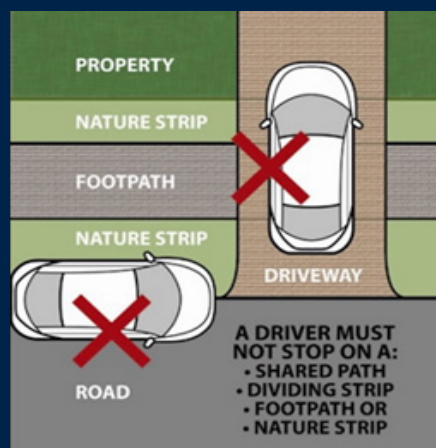 PROPERTY
NATURE STRIP
FOOTPATH
NATURE STRIP
DRIVEWAY
ROAD
A DRIVER MUST
NOT STOP ON A:
• SHARED PATH
• DIVIDING STRIP
• FOOTPATH OR
• NATURE STRIP